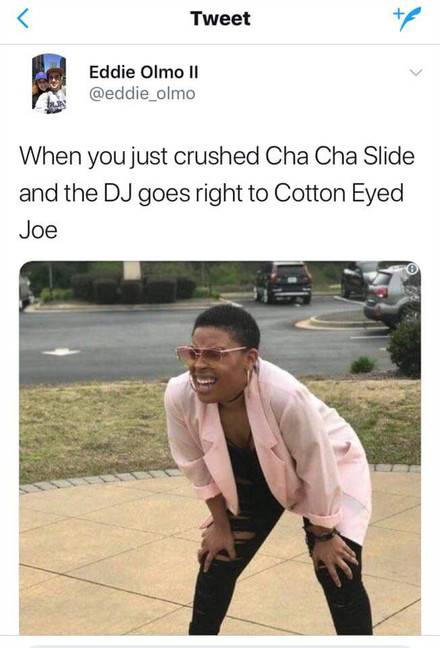 Tweet
Eddie Olmo II
@eddie_olmo
When you just crushed Cha Cha Slide
and the DJ goes right to Cotton Eyed
Joe